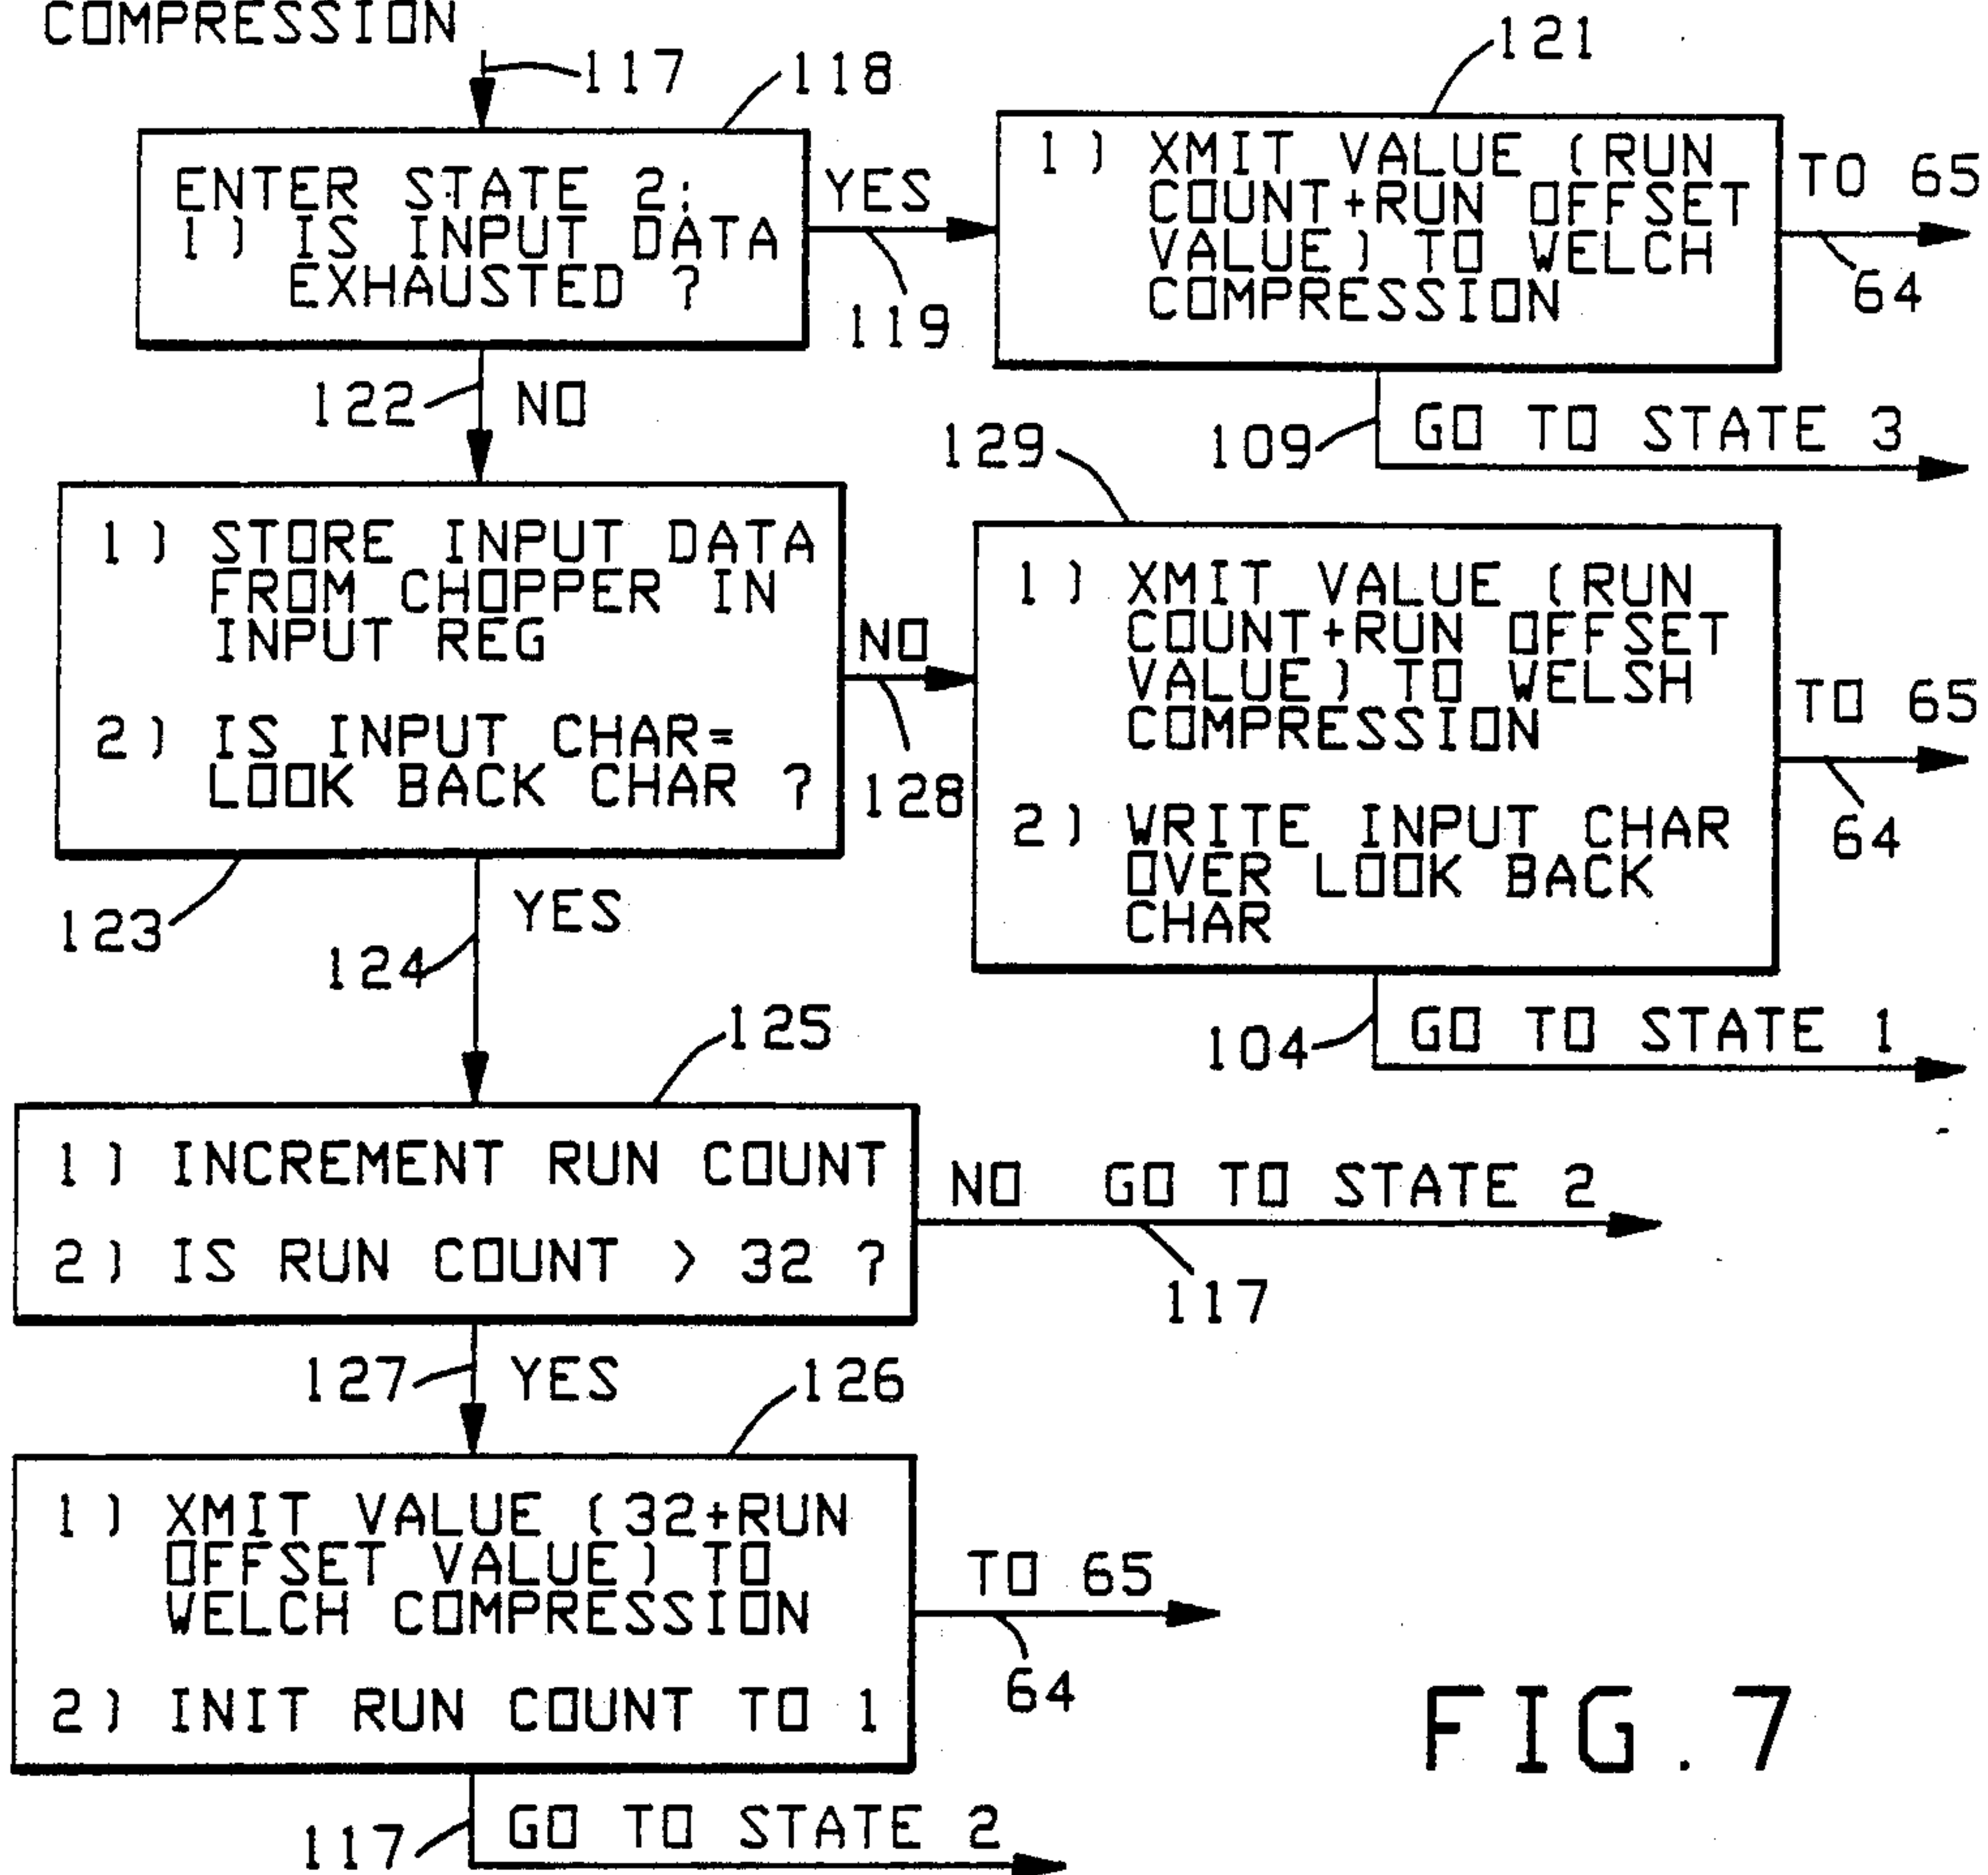 COMPRESSION
117
118
ENTER STATE 2:
1) IS INPUT DATA
EXHAUSTED ?
YES
119
121
1) XMIT VALUE (RUN
COUNT+RUN OFFSET
VALUE) TO WELCH
COMPRESSION
TO 65
64
109
GO TO STATE 3
122
NO
1) STORE INPUT DATA
FROM CHOPPER IN
INPUT REG
2) IS INPUT CHAR=
LOOK BACK CHAR ?
123
NO
128
129
1) XMIT VALUE (RUN
COUNT+RUN OFFSET
VALUE) TO WELSH
COMPRESSION
2) WRITE INPUT CHAR
OVER LOOK BACK
CHAR
TO 65
64
104
GO TO STATE 1
124
YES
125
1) INCREMENT RUN COUNT
2) IS RUN COUNT > 32 ?
NO GO TO STATE 2
117
127
YES
126
1) XMIT VALUE (32+RUN
OFFSET VALUE) TO
WELCH COMPRESSION
2) INIT RUN COUNT TO 1
TO 65
64
117
GO TO STATE 2
FIG. 7